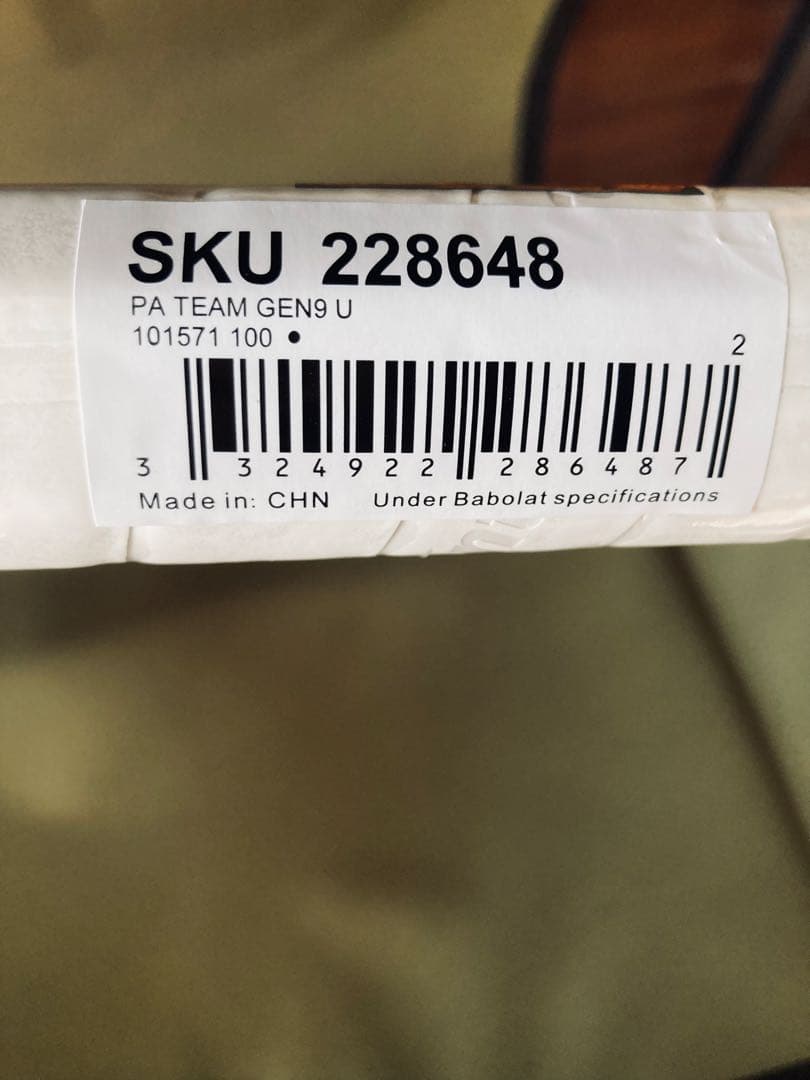 SKU 228648
PA TEAM GEN9 U
101571 100 •
2
3 324922 286487
Made in: CHN Under Babolat specifications